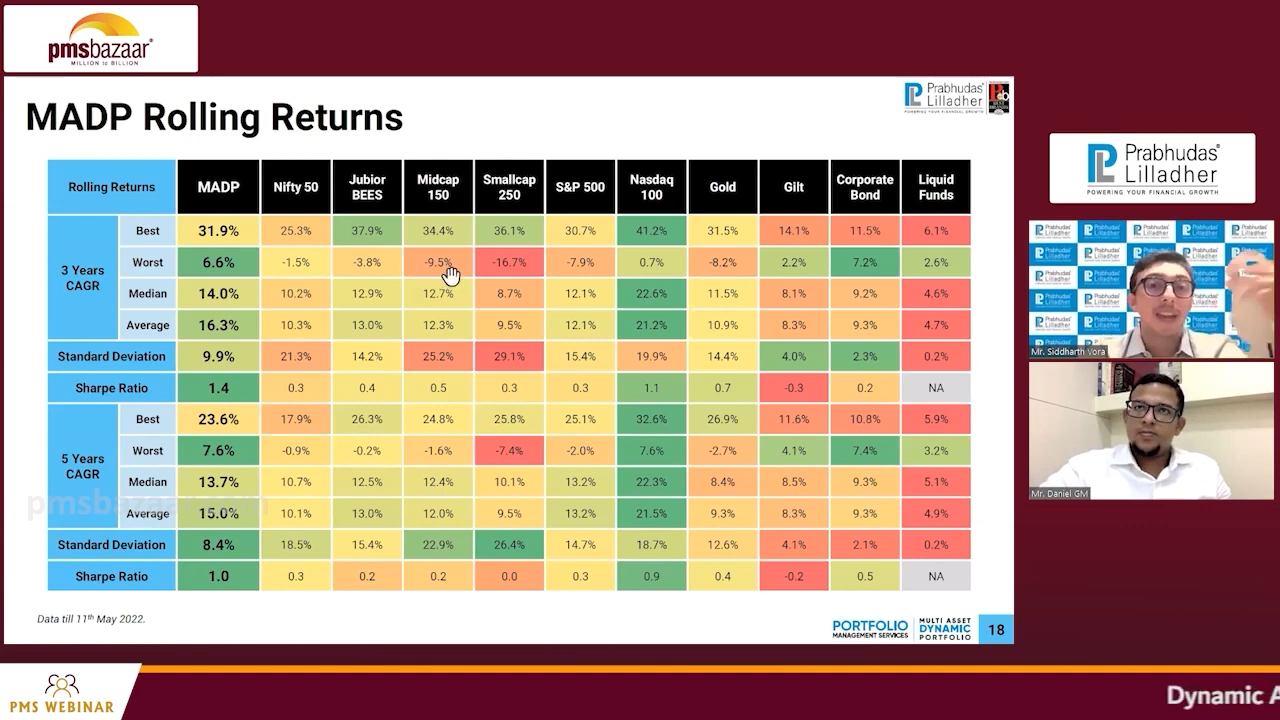 pmsbazaar
MILLION to BILLION
MADP Rolling Returns
Prabhudas Lilladher
POWERING YOUR FINANCIAL GROWTH
Rolling Returns MADP Nifty 50 Jubior BEES Midcap 150 Smallcap 250 S&P 500 Nasdaq 100 Gold Gilt Corporate Bond Liquid Funds
3 Years CAGR
Best 31.9% 25.3% 37.9% 34.4% 36.1% 30.7% 41.2% 31.5% 14.1% 11.5% 6.1%
Worst 6.6% -1.5% -7.9% 0.7% 2.2% 7.2% 2.6%
Median 14.0% 10.2% 12.9% 12.7% 8.7% 12.1% 22.6% 11.5% 9.2% 4.6%
Average 16.3% 10.3% 13.0% 12.3% 9.5% 12.1% 21.2% 10.9% 8.3% 9.3% 4.7%
Standard Deviation 9.9% 21.3% 25.2% 29.1% 15.4% 19.9% 14.4% 4.0% 2.3% 0.2%
Sharpe Ratio 1.4 0.3 0.4 0.5 0.3 0.3 1.1 0.7 -0.3 0.2 NA
5 Years CAGR
Best 23.6% 17.9% 26.3% 24.3% 25.8% 25.1% 32.6% 26.9% 11.6% 10.8% 5.9%
Worst 7.6% -0.9% -0.2% -1.6% -7.4% -2.0% 7.6% -2.7% 4.1% 7.4% 3.2%
Median 13.7% 10.7% 12.5% 12.4% 10.1% 13.2% 22.3% 8.4% 8.5% 9.3% 5.1%
Average 15.0% 10.1% 13.0% 12.0% 9.5% 13.2% 21.5% 9.3% 8.3% 9.3% 4.9%
Standard Deviation 8.4% 18.5% 15.4% 22.9% 26.4% 14.7% 18.7% 12.6% 4.1% 2.1% 0.2%
Sharpe Ratio 1.0 0.3 0.2 0.2 0.0 0.3 0.9 0.4 -0.2 0.5 NA
Data till 11th May 2022.
PORTFOLIO
MANAGEMENT SERVICES
MULTI ASSET
DYNAMIC
PORTFOLIO
18
Prabhudas
Lilladher
POWERING YOUR FINANCIAL GROWTH
Mr. Siddharth Vora
Mr. Daniel GM
PMS WEBINAR
Dynamic